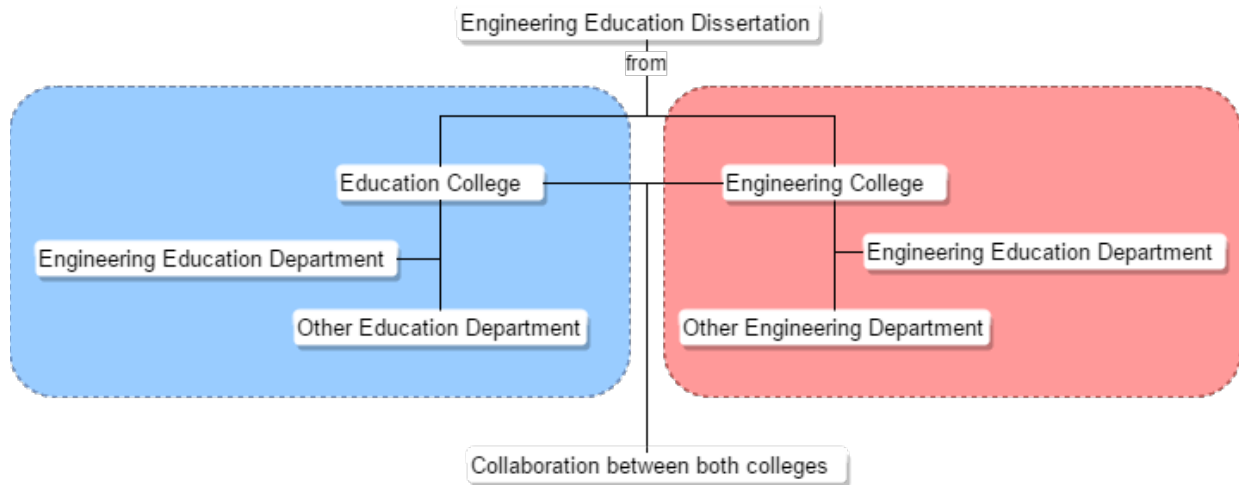 Engineering Education Dissertation
from
Education College
Engineering College
Engineering Education Department
Engineering Education Department
Other Education Department
Other Engineering Department
Collaboration between both colleges